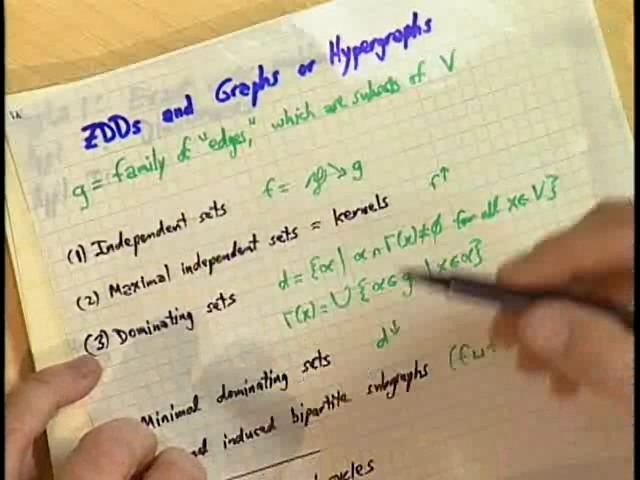 ZDDs and Graphs or Hypergraphs
g = family of "edges," which are subsets of V
(1) Independent sets f = ↘ g
(2) Maximal independent sets = kernels f↑
(3) Dominating sets d = {α | α ∩ Γ(x) ≠ ∅ for all x ∈ V}
Γ(x) = ∪ {α ∈ g | x ∈ α}
Minimal dominating sets d↓
induced bipartite subgraphs
cycles